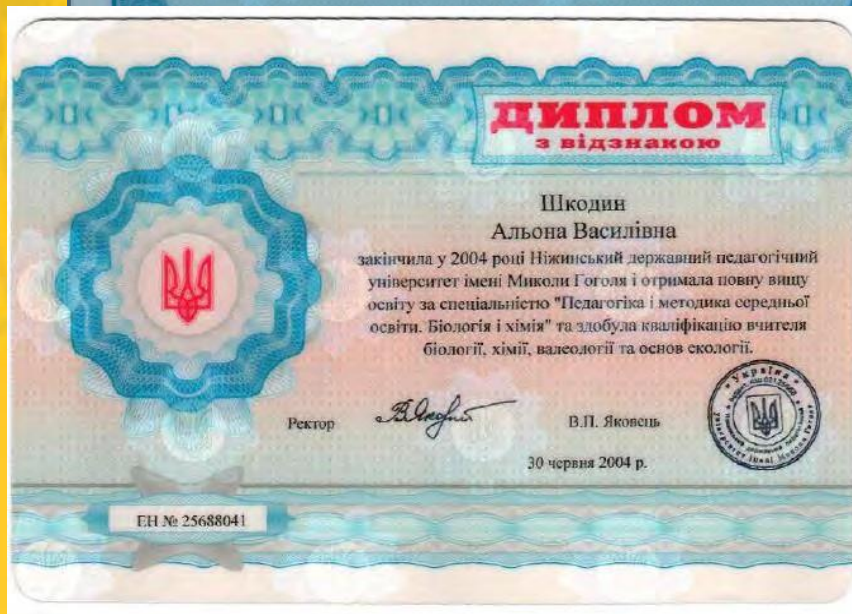 ДИПЛОМ
з відзнакою
Шкодин
Альона Василівна
закінчила у 2004 році Ніжинський державний педагогічний
університет імені Миколи Гоголя і отримала повну вищу
освіту за спеціальністю "Педагогіка і методика середньої
освіти. Біологія і хімія" та здобула кваліфікацію вчителя
біології, хімії, валеології та основ екології.
Ректор
В.П. Яковець
30 червня 2004 р.
ЕН № 25688041
Україна